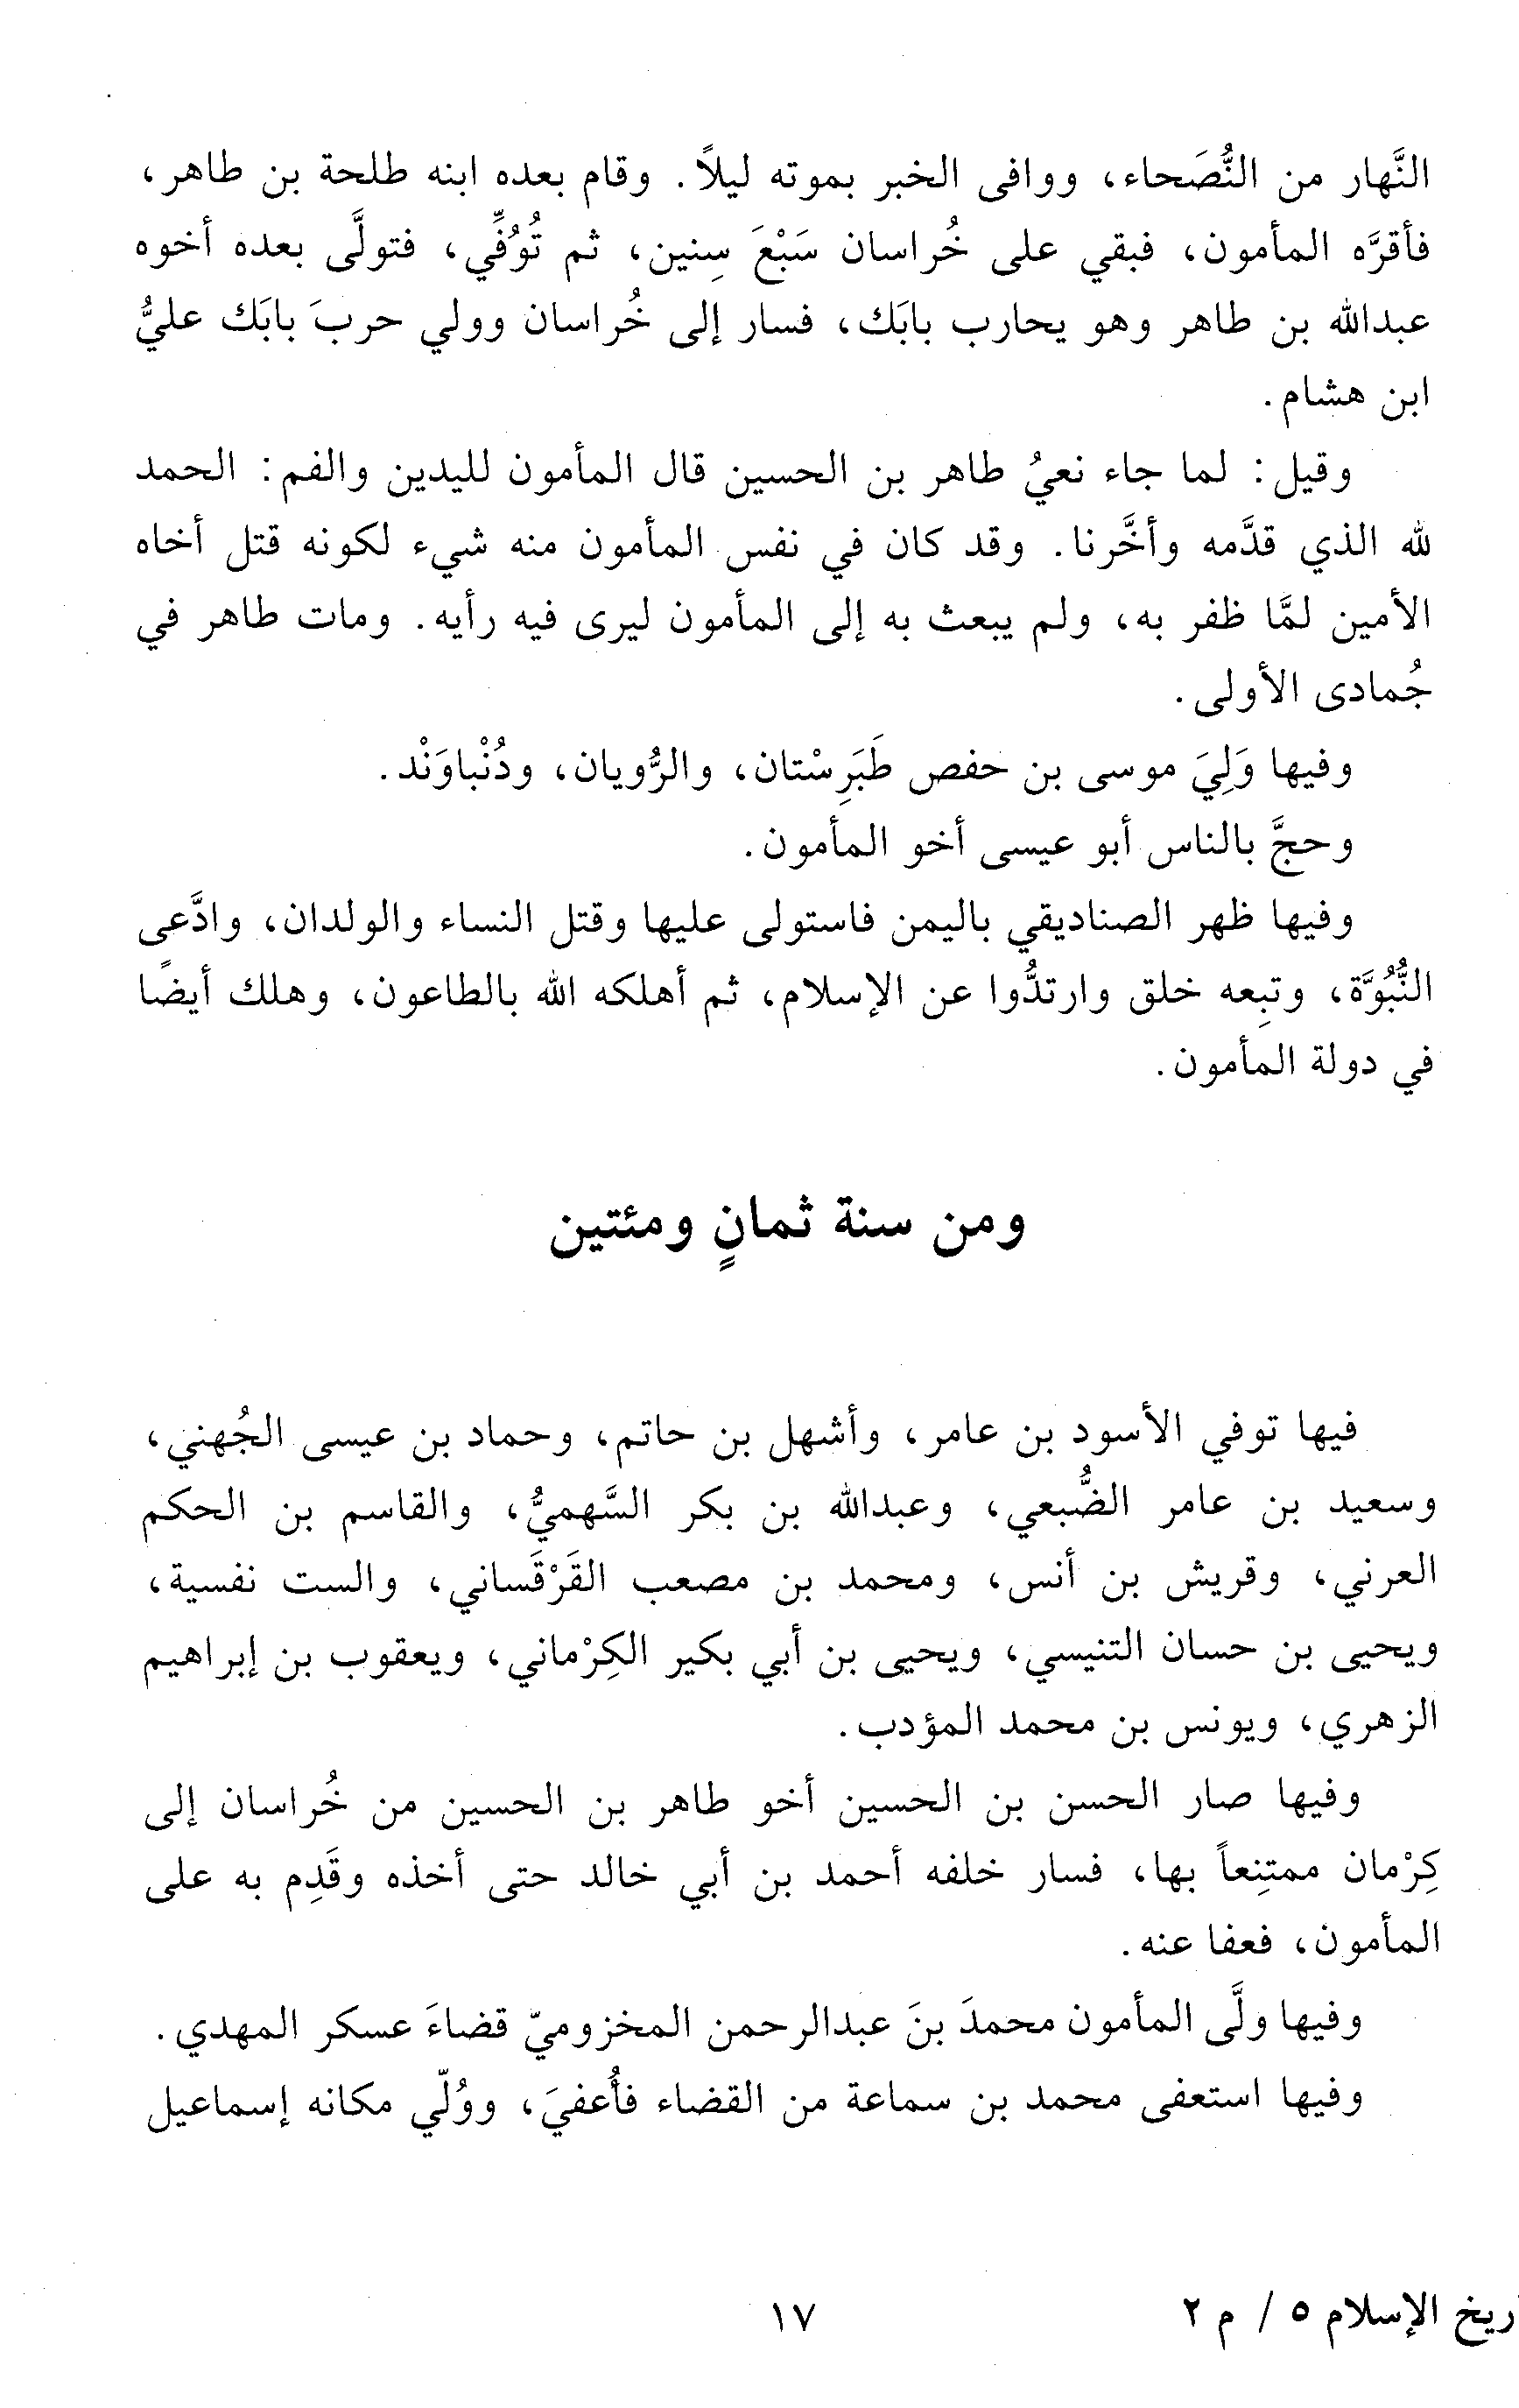 النَّهار من النُّصَحاء، ووافى الخبر بموته ليلاً. وقام بعده ابنه طلحة بن طاهر،
فأقرَّه المأمون، فبقي على خُراسان سَبْعَ سِنين، ثم تُوُفِّي، فتولَّى بعده أخوه
عبدالله بن طاهر وهو يحارب بابَك، فسار إلى خُراسان وولي حربَ بابَك عليُّ
ابن هشام.
وقيل: لما جاء نعيُ طاهر بن الحسين قال المأمون لليدين والفم: الحمد
لله الذي قدَّمه وأخَّرنا. وقد كان في نفس المأمون منه شيء لكونه قتل أخاه
الأمين لمَّا ظفر به، ولم يبعث به إلى المأمون ليرى فيه رأيه. ومات طاهر في
جُمادى الأولى.
وفيها وَلِيَ موسى بن حفص طَبَرِسْتان، والرُّويان، ودُنْباوَنْد.
وحجَّ بالناس أبو عيسى أخو المأمون.
وفيها ظهر الصناديقي باليمن فاستولى عليها وقتل النساء والولدان، وادَّعى
النُّبُوَّة، وتبِعه خلق وارتدُّوا عن الإسلام، ثم أهلكه الله بالطاعون، وهلك أيضًا
في دولة المأمون.
ومن سنة ثمانٍ ومئتين
فيها توفي الأسود بن عامر، وأشهل بن حاتم، وحماد بن عيسى الجُهني،
وسعيد بن عامر الضُّبعي، وعبدالله بن بكر السَّهميُّ، والقاسم بن الحكم
العرني، وقريش بن أنس، ومحمد بن مصعب القَرْقَساني، والست نفسية،
ويحيى بن حسان التنيسي، ويحيى بن أبي بكير الكِرْماني، ويعقوب بن إبراهيم
الزهري، ويونس بن محمد المؤدب.
وفيها صار الحسن بن الحسين أخو طاهر بن الحسين من خُراسان إلى
كِرْمان ممتنِعاً بها، فسار خلفه أحمد بن أبي خالد حتى أخذه وقَدِم به على
المأمون، فعفا عنه.
وفيها ولَّى المأمون محمدَ بنَ عبدالرحمن المخزوميّ قضاءَ عسكر المهدي.
وفيها استعفى محمد بن سماعة من القضاء فأُعفيَ، ووُلّي مكانه إسماعيل
ريخ الإسلام ٥ / م ٢
١٧